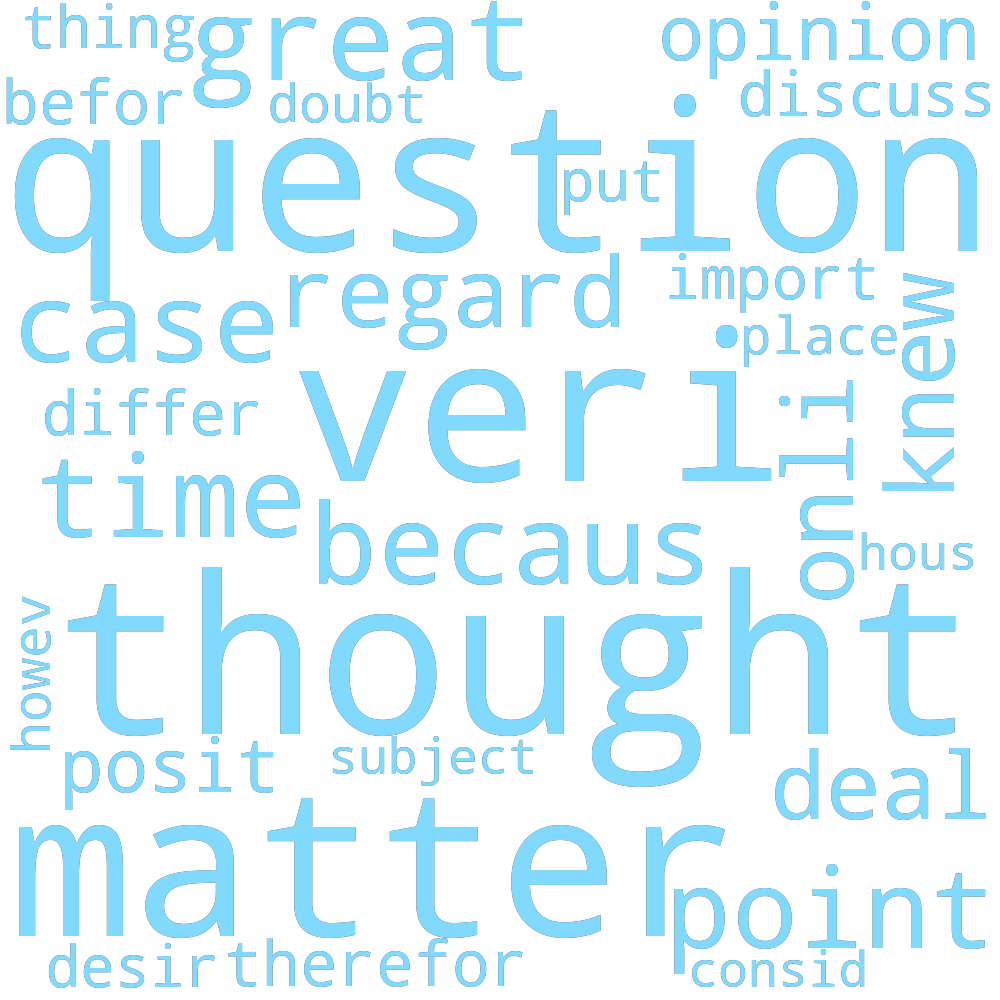 thing great opinion
befor doubt discuss
question
put
case regard import
place knew
veri
differ
onli
time
becaus
hous
thought
howev
posit subject
deal
matter
point
desir therefor
consid